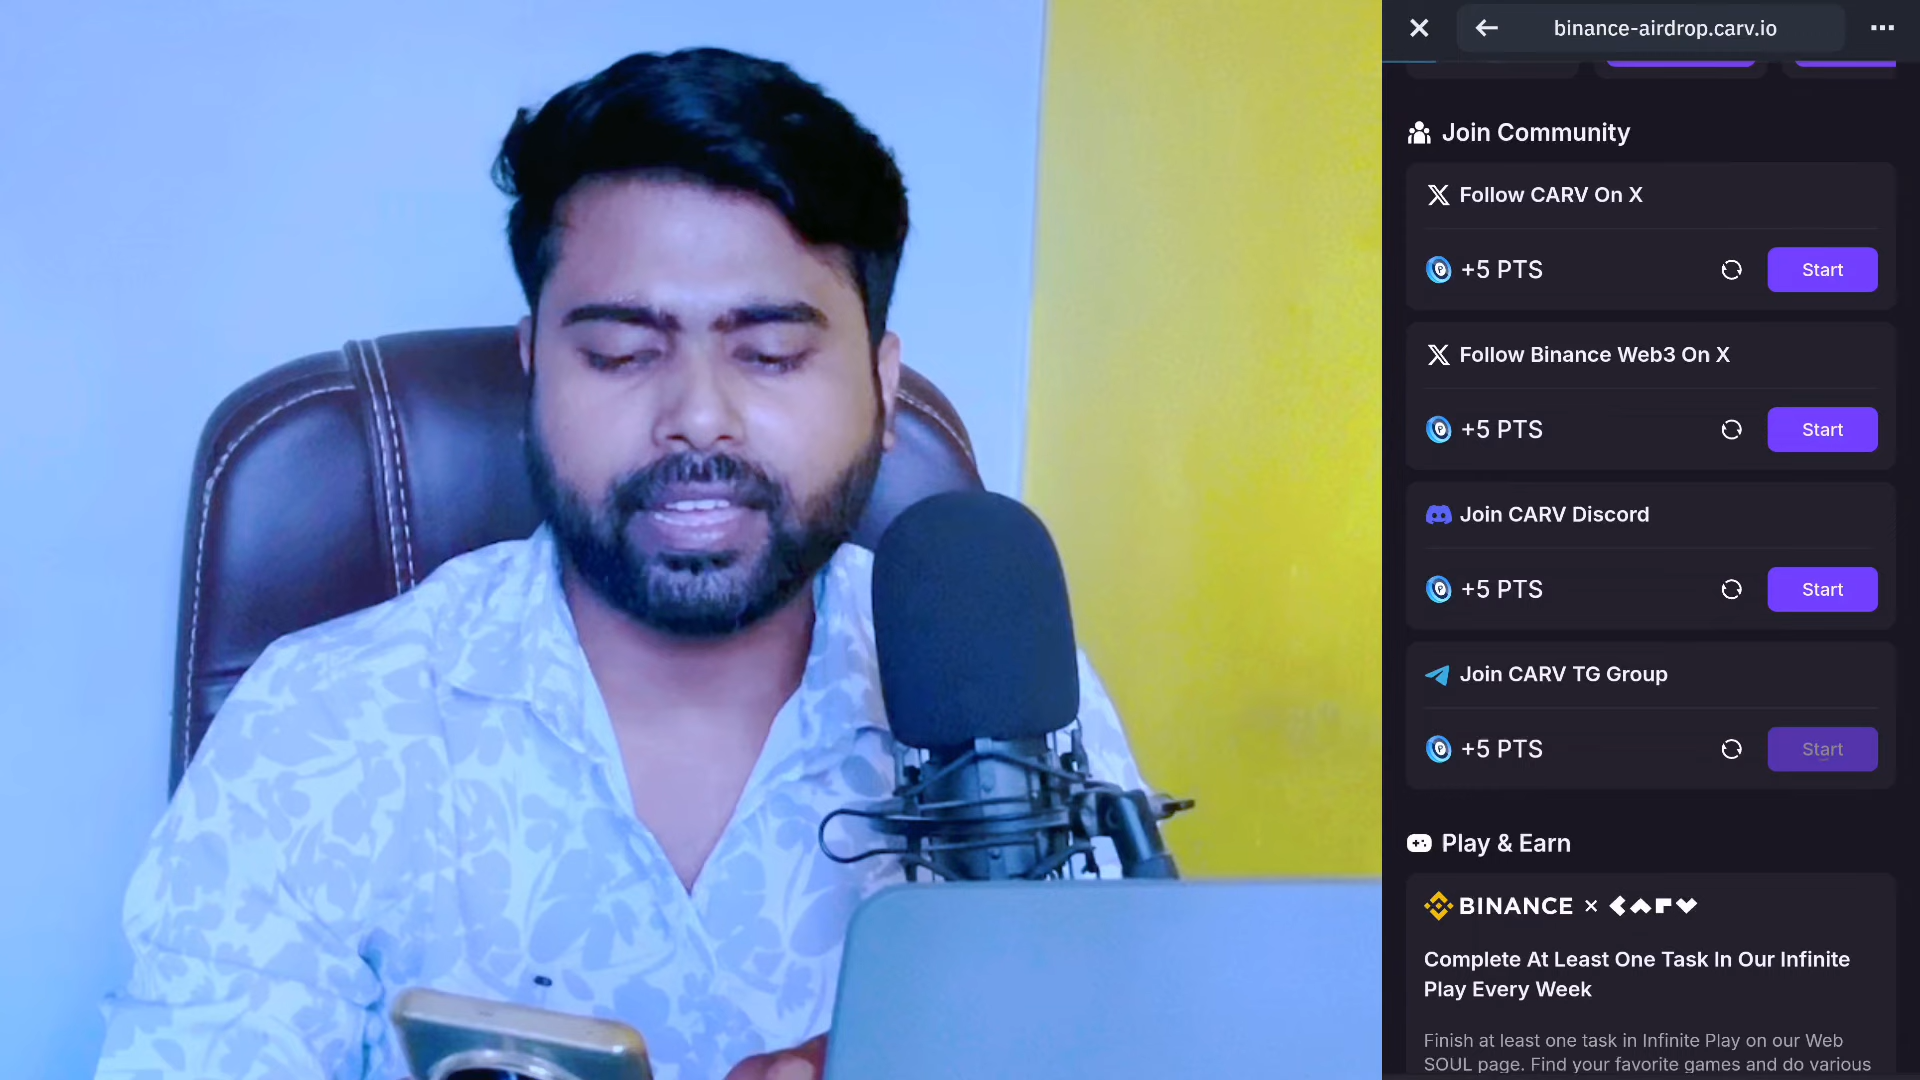 binance-airdrop.carv.io
Join Community
Follow CARV On X
+5 PTS
Start
Follow Binance Web3 On X
+5 PTS
Start
Join CARV Discord
+5 PTS
Start
Join CARV TG Group
+5 PTS
Start
Play & Earn
BINANCE × CARV
Complete At Least One Task In Our Infinite
Play Every Week
Finish at least one task in Infinite Play on our Web
SOUL page. Find your favorite games and do various